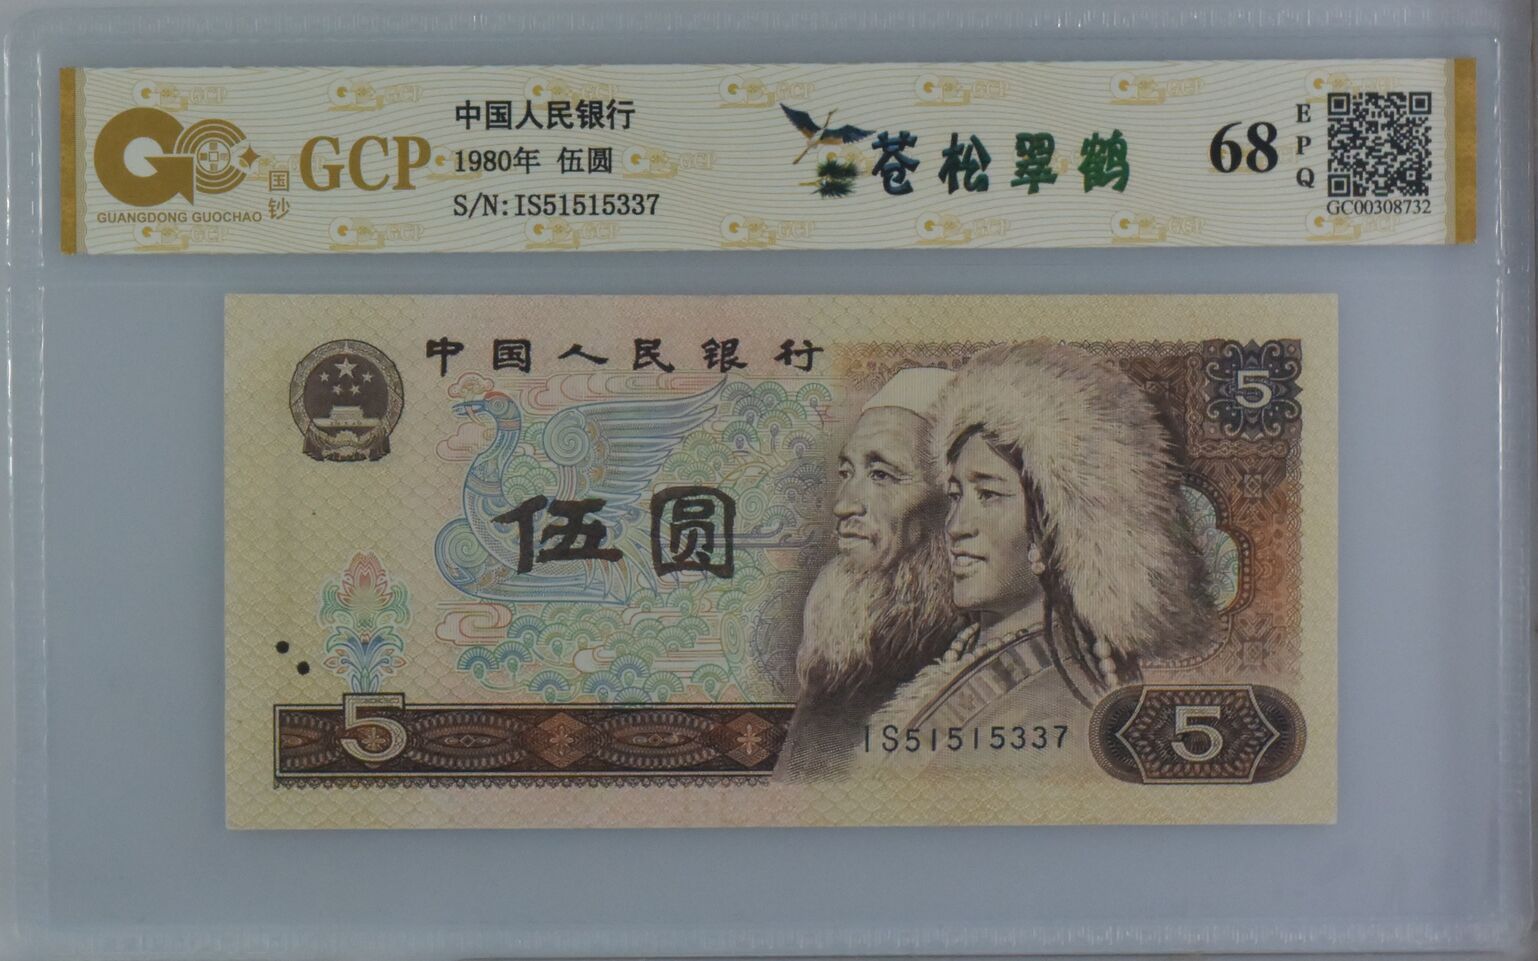 GCP
国
钞
GUANGDONG GUOCHAO
中国人民银行
1980年 伍圆
S/N:IS51515337
苍松翠鹤
68
E
P
Q
GC00308732
中国人民银行
5
伍圆
5
IS51515337
5